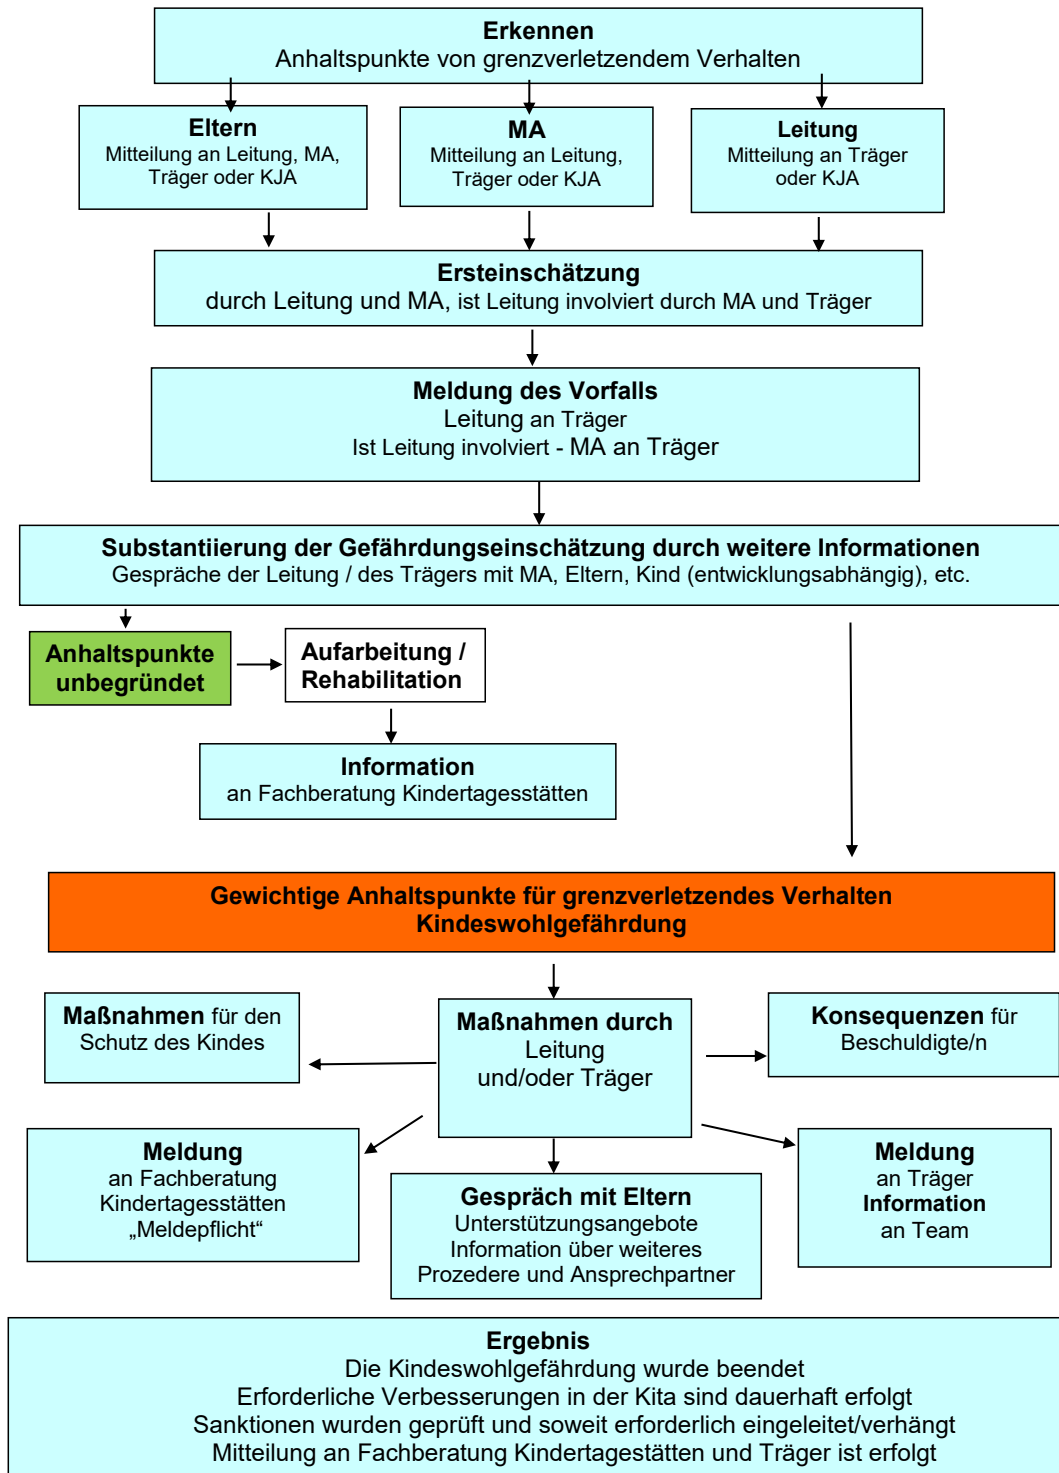 Erkennen
Anhaltspunkte von grenzverletzendem Verhalten
Eltern
Mitteilung an Leitung, MA,
Träger oder KJA
MA
Mitteilung an Leitung,
Träger oder KJA
Leitung
Mitteilung an Träger
oder KJA
Ersteinschätzung
durch Leitung und MA, ist Leitung involviert durch MA und Träger
Meldung des Vorfalls
Leitung an Träger
Ist Leitung involviert - MA an Träger
Substantiierung der Gefährdungseinschätzung durch weitere Informationen
Gespräche der Leitung / des Trägers mit MA, Eltern, Kind (entwicklungsabhängig), etc.
Anhaltspunkte
unbegründet
Aufarbeitung /
Rehabilitation
Information
an Fachberatung Kindertagesstätten
Gewichtige Anhaltspunkte für grenzverletzendes Verhalten
Kindeswohlgefährdung
Maßnahmen für den
Schutz des Kindes
Maßnahmen durch
Leitung
und/oder Träger
Konsequenzen für
Beschuldigte/n
Meldung
an Fachberatung
Kindertagesstätten
„Meldepflicht“
Gespräch mit Eltern
Unterstützungsangebote
Information über weiteres
Prozedere und Ansprechpartner
Meldung
an Träger
Information
an Team
Ergebnis
Die Kindeswohlgefährdung wurde beendet
Erforderliche Verbesserungen in der Kita sind dauerhaft erfolgt
Sanktionen wurden geprüft und soweit erforderlich eingeleitet/verhängt
Mitteilung an Fachberatung Kindertagestätten und Träger ist erfolgt